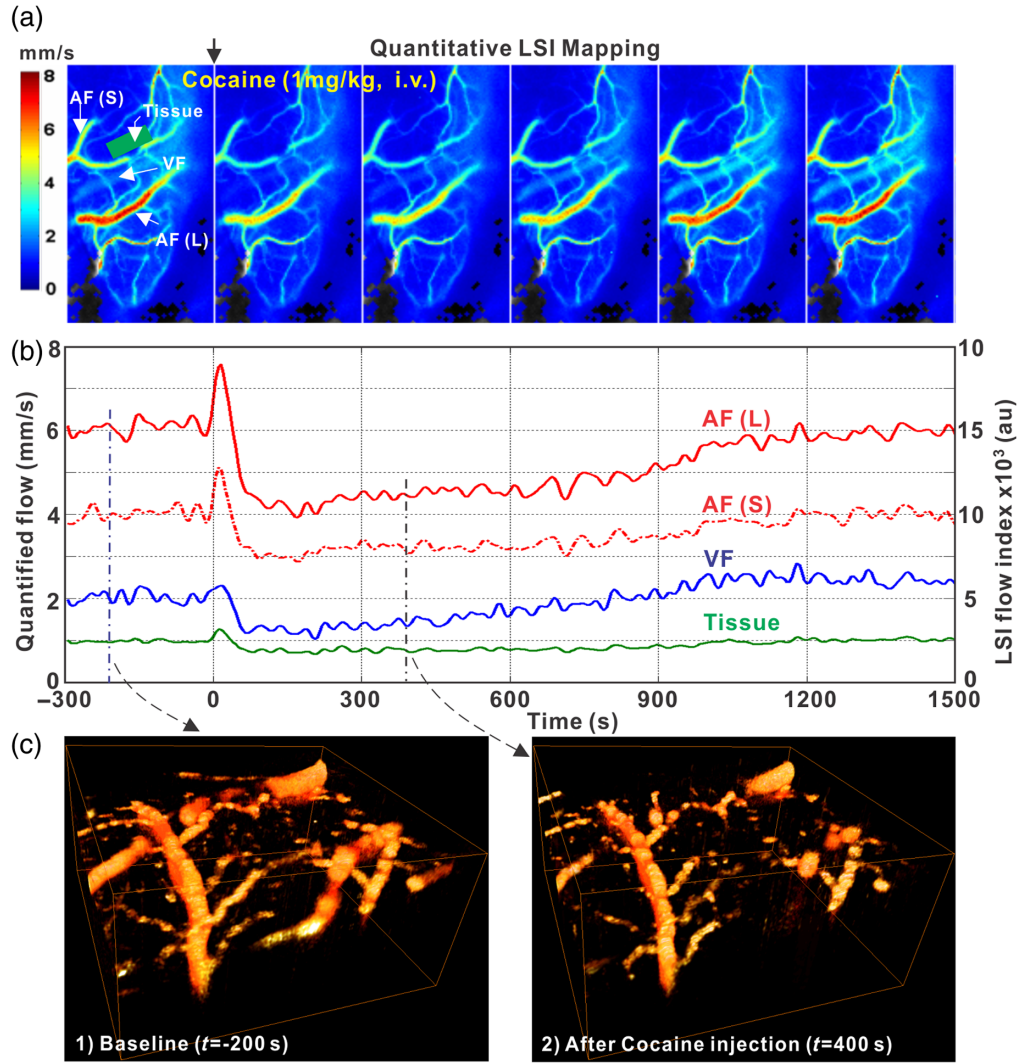 (a)
mm/s
Quantitative LSI Mapping
Cocaine (1mg/kg, i.v.)
8
6
4
2
0
AF (S)
Tissue
VF
AF (L)
(b)
Quantified flow (mm/s)
8
6
4
2
0
10
15
10
5
0
LSI flow index x10³ (au)
AF (L)
AF (S)
VF
Tissue
−300
0
300
600
900
1200
1500
Time (s)
(c)
1) Baseline (t=-200 s)
2) After Cocaine injection (t=400 s)